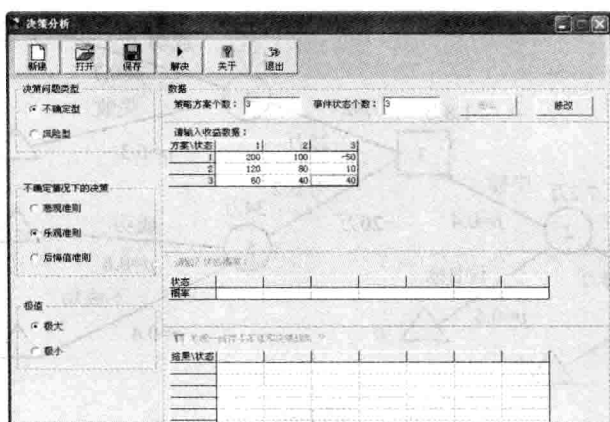 决策分析
新建 打开 保存 解决 关于 退出
决策问题类型
不确定型
风险型
不确定情况下的决策
悲观准则
乐观准则
后悔值准则
极值
极大
极小
数据
策略方案个数： 3 事件状态个数： 3 修改
请输入收益数据：
方案\状态 1 2 3
1 200 100 -50
2 120 80 10
3 60 40 40
状态
概率
结果\状态